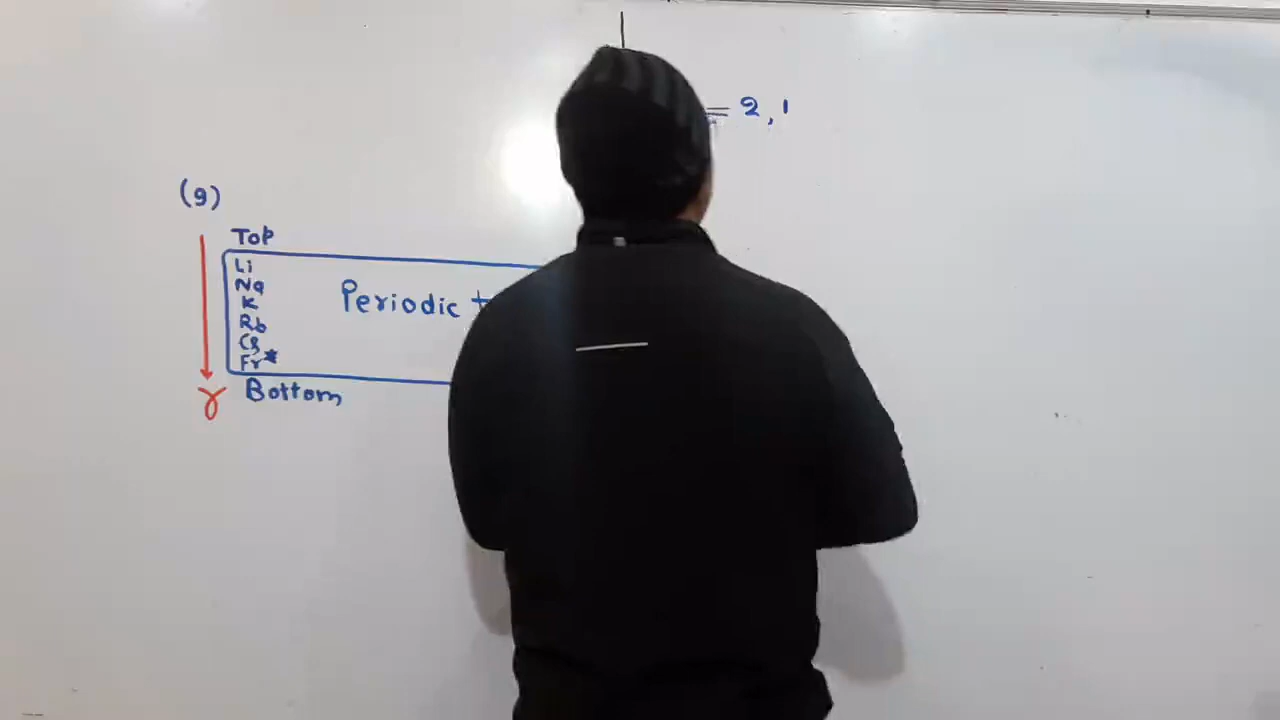 = 2, 1
(9)
Top
Li
Na
K
Rb
Cs
Fr*
Periodic t
γ
Bottom